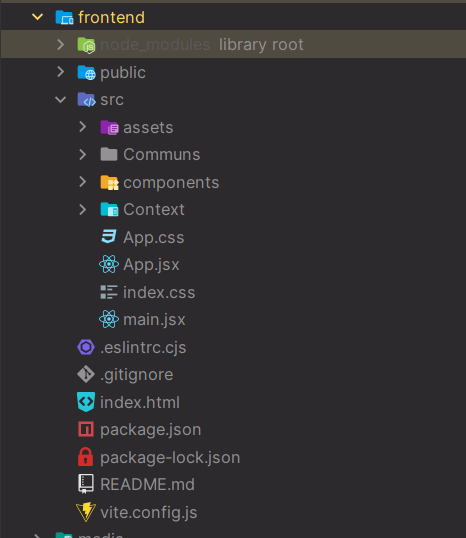 frontend
node_modules library root
public
src
assets
Communs
components
Context
App.css
App.jsx
index.css
main.jsx
.eslintrc.cjs
.gitignore
index.html
package.json
package-lock.json
README.md
vite.config.js